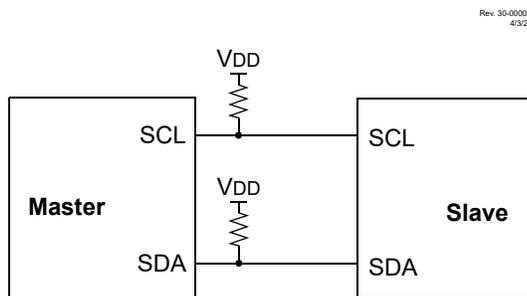 Rev. 30-0000
4/3/2
VDD
SCL
SCL
Master
VDD
Slave
SDA
SDA